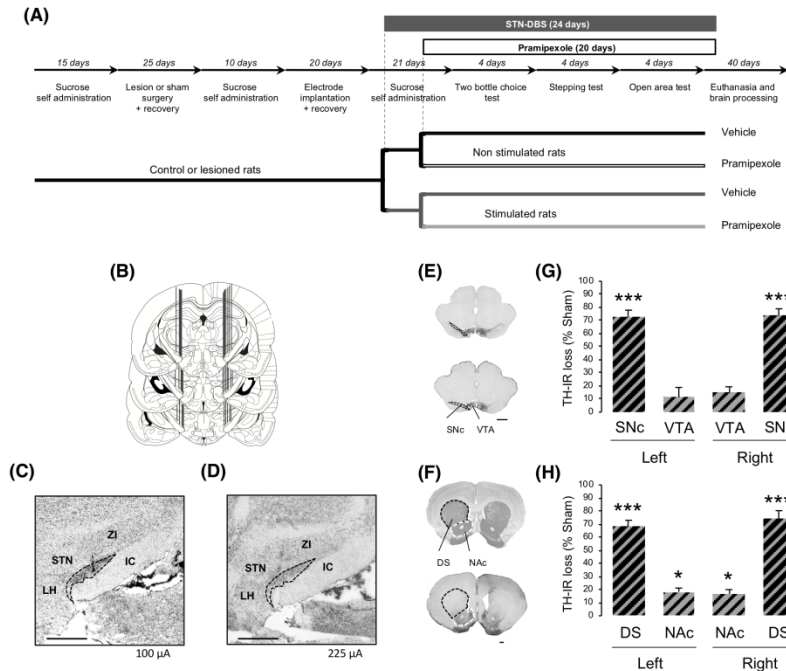 (A)
STN-DBS (24 days)
Pramipexole (20 days)
15 days 25 days 10 days 20 days 21 days 4 days 4 days 4 days 40 days
Sucrose Lesion or sham Sucrose Electrode Sucrose Two bottle choice Stepping test Open area test Euthanasia and
self administration surgery self administration implantation self administration test brain processing
+ recovery + recovery
Vehicle
Non stimulated rats
Control or lesioned rats
Pramipexole
Vehicle
Stimulated rats
Pramipexole
(B)
(E)
SNc VTA
(G)
TH-IR loss (% Sham)
100
90
80
70
60
50
40
30
20
10
0
*** ***
SNc VTA VTA SN
Left Right
(C)
ZI
STN IC
LH
100 µA
(D)
ZI
STN IC
LH
225 µA
(F)
DS NAc
(H)
TH-IR loss (% Sham)
100
90
80
70
60
50
40
30
20
10
0
*** * * ***
DS NAc NAc DS
Left Right